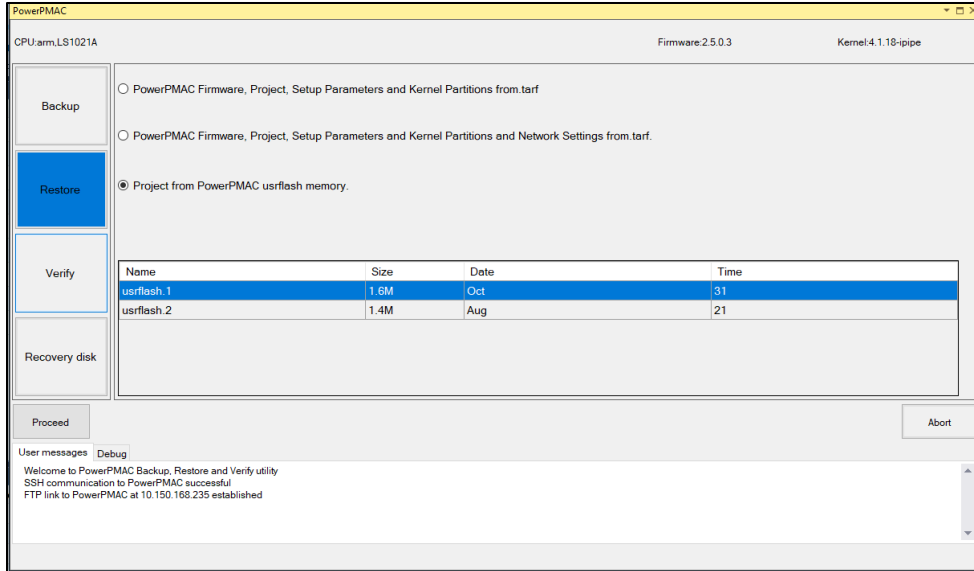 PowerPMAC
CPU:arm,LS1021A Firmware:2.5.0.3 Kernel:4.1.18-ipipe
Backup
Restore
Verify
Recovery disk
PowerPMAC Firmware, Project, Setup Parameters and Kernel Partitions from.tarf
PowerPMAC Firmware, Project, Setup Parameters and Kernel Partitions and Network Settings from.tarf.
Project from PowerPMAC usrflash memory.
Name Size Date Time
usrflash.1 1.6M Oct 31
usrflash.2 1.4M Aug 21
Proceed Abort
User messages Debug
Welcome to PowerPMAC Backup, Restore and Verify utility
SSH communication to PowerPMAC successful
FTP link to PowerPMAC at 10.150.168.235 established